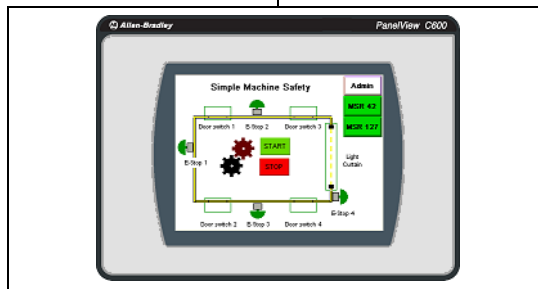 Allen-Bradley PanelView C600
Simple Machine Safety
Admin
MSR 42
Door switch 1 E-Stop 2 Door switch 3
MSR 127
START
E-Stop 1
STOP
Light
Curtain
E-Stop 4
Door switch 2 E-Stop 3 Door switch 4